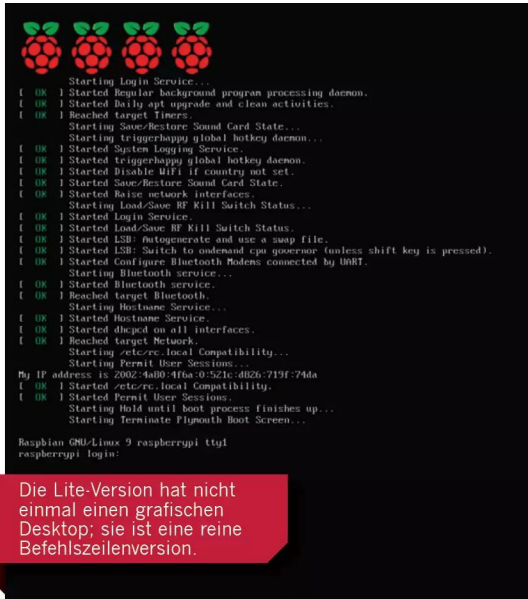 Starting Login Service...
[ OK ] Started Regular background program processing daemon.
[ OK ] Started Daily apt upgrade and clean activities.
[ OK ] Reached target Timers.
Starting Save/Restore Sound Card State...
Starting triggerhappy global hotkey daemon...
[ OK ] Started System Logging Service.
[ OK ] Started triggerhappy global hotkey daemon.
[ OK ] Started Disable WiFi if country not set.
[ OK ] Started Save/Restore Sound Card State.
[ OK ] Started Raise network interfaces.
Starting Load/Save RF Kill Switch Status...
[ OK ] Started Login Service.
[ OK ] Started Load/Save RF Kill Switch Status.
[ OK ] Started LSB: Autogenerate and use a swap file.
[ OK ] Started LSB: Switch to ondemand cpu governor (unless shift key is pressed).
[ OK ] Started Configure Bluetooth Modems connected by UART.
Starting Bluetooth service...
[ OK ] Started Bluetooth service.
[ OK ] Reached target Bluetooth.
Starting Hostname Service...
[ OK ] Started Hostname Service.
[ OK ] Started dhcpcd on all interfaces.
[ OK ] Reached target Network.
Starting /etc/rc.local Compatibility...
Starting Permit User Sessions...
My IP address is 2002:4a80:4f6a:0:521c:d826:719f:74da
[ OK ] Started /etc/rc.local Compatibility.
[ OK ] Started Permit User Sessions.
Starting Hold until boot process finishes up...
Starting Terminate Plymouth Boot Screen...
Raspbian GNU/Linux 9 raspberrypi tty1
raspberrypi login:
Die Lite-Version hat nicht
einmal einen grafischen
Desktop; sie ist eine reine
Befehlszeilenversion.